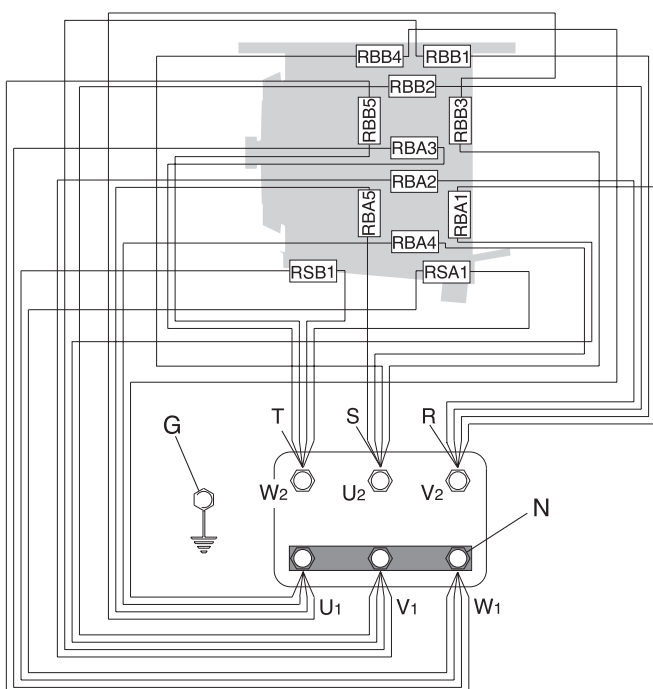 RBB4 RBB1
RBB2
RBB5 RBB3
RBA3
RBA2
RBA5 RBA1
RBA4
RSB1 RSA1
G T S R
W2 U2 V2
N
U1 V1 W1